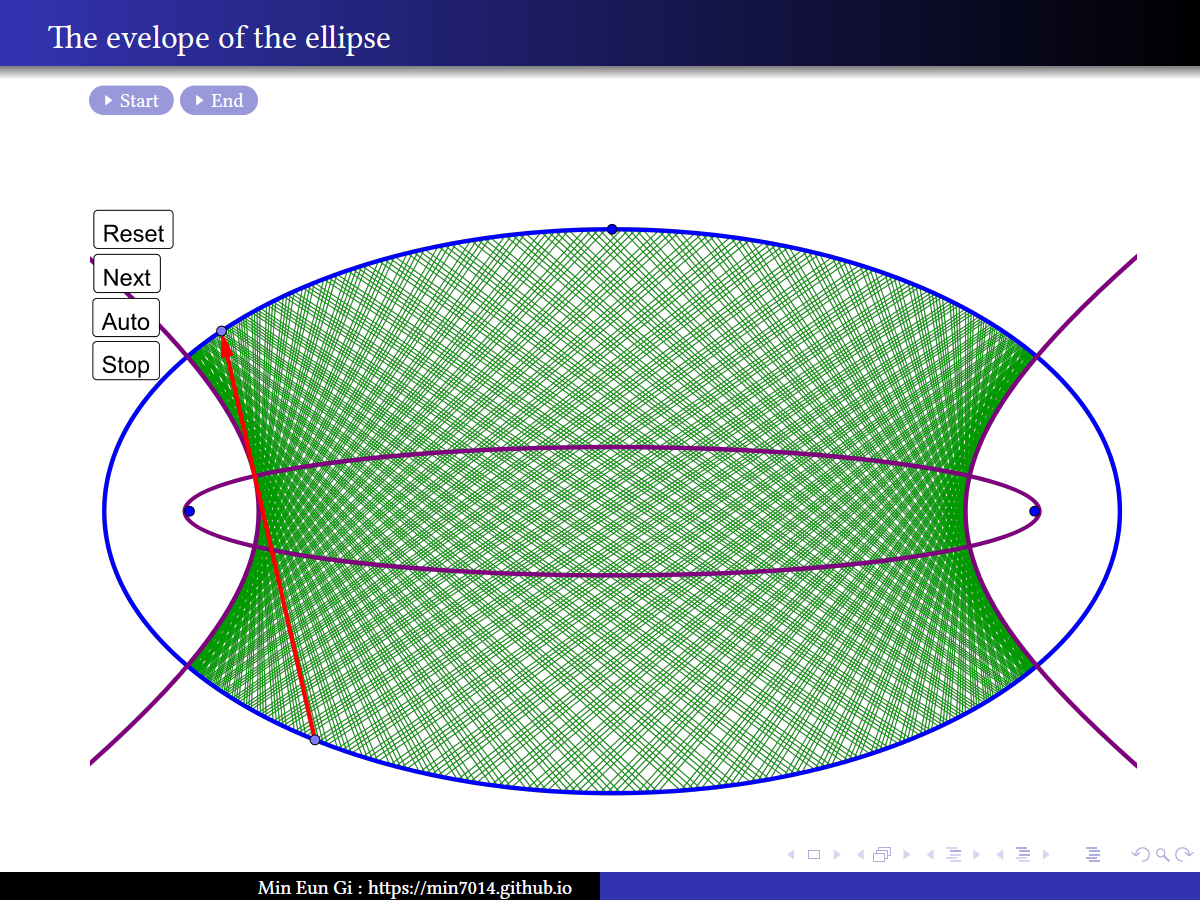 The evelope of the ellipse
Start End
Reset
Next
Auto
Stop
Min Eun Gi : https://min7014.github.io